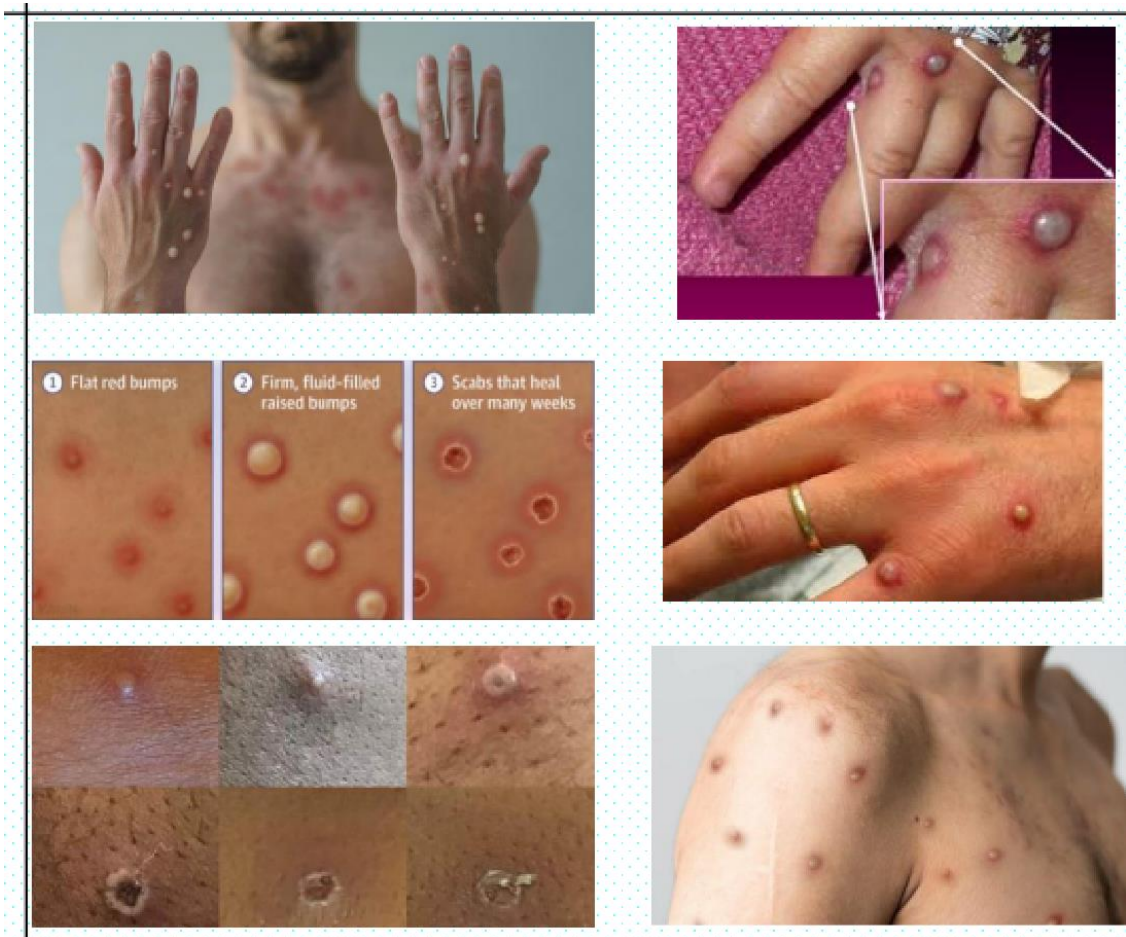 1 Flat red bumps
2 Firm, fluid-filled
raised bumps
3 Scabs that heal
over many weeks